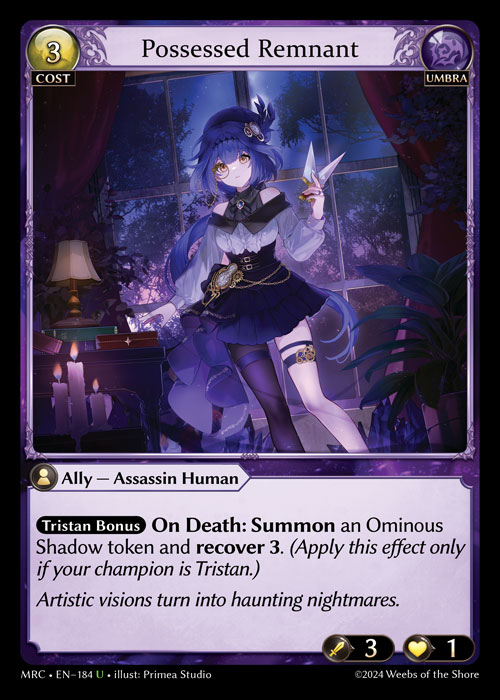 3 Possessed Remnant
COST UMBRA
Ally — Assassin Human
Tristan Bonus On Death: Summon an Ominous
Shadow token and recover 3. (Apply this effect only
if your champion is Tristan.)
Artistic visions turn into haunting nightmares.
3 1
MRC • EN–184 U • illust: Primea Studio ©2024 Weebs of the Shore